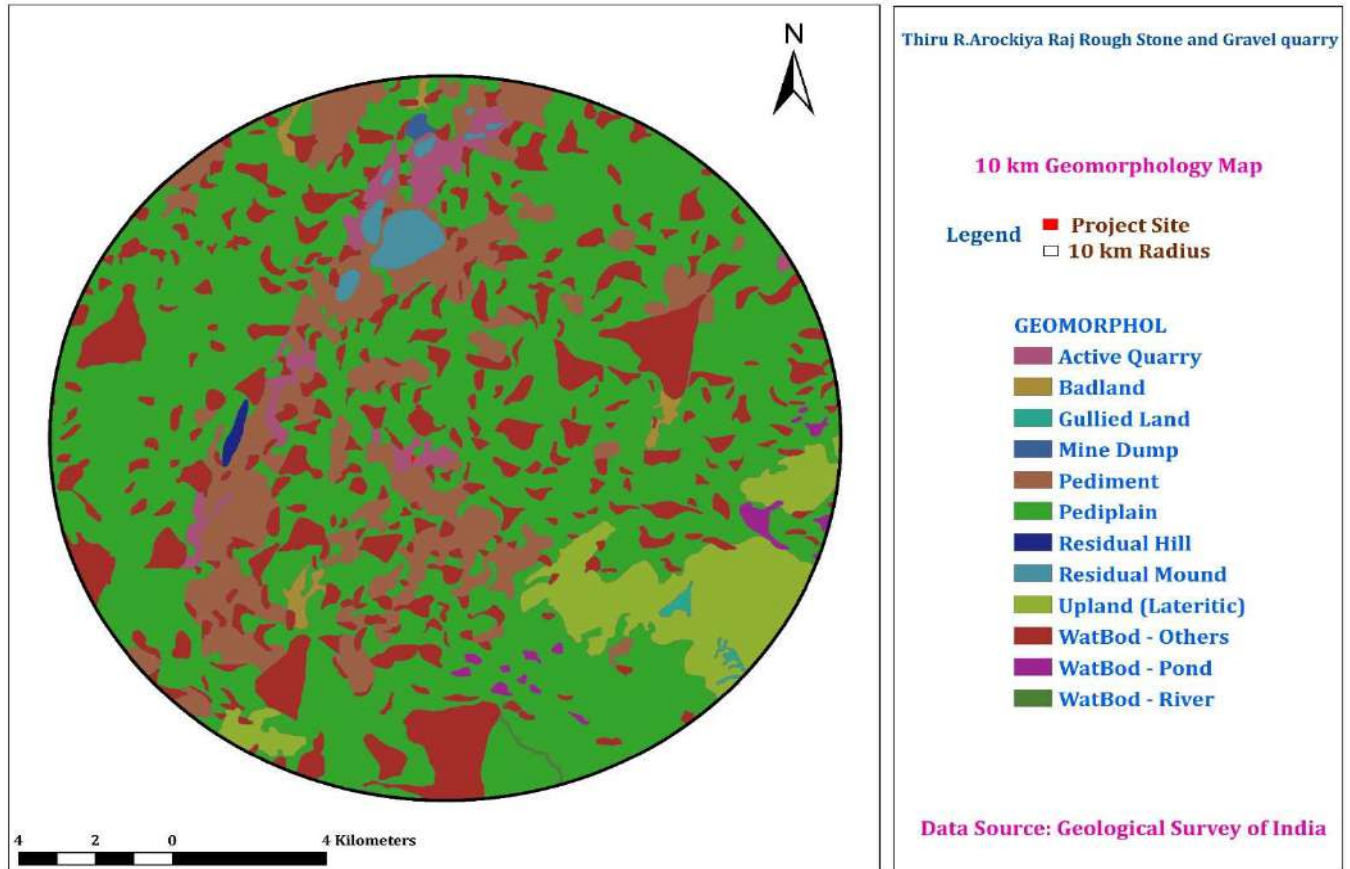 N
4 2 0 4 Kilometers
Thiru R.Arockiya Raj Rough Stone and Gravel quarry
10 km Geomorphology Map
Legend
Project Site
10 km Radius
GEOMORPHOL
Active Quarry
Badland
Gullied Land
Mine Dump
Pediment
Pediplain
Residual Hill
Residual Mound
Upland (Lateritic)
WatBod - Others
WatBod - Pond
WatBod - River
Data Source: Geological Survey of India